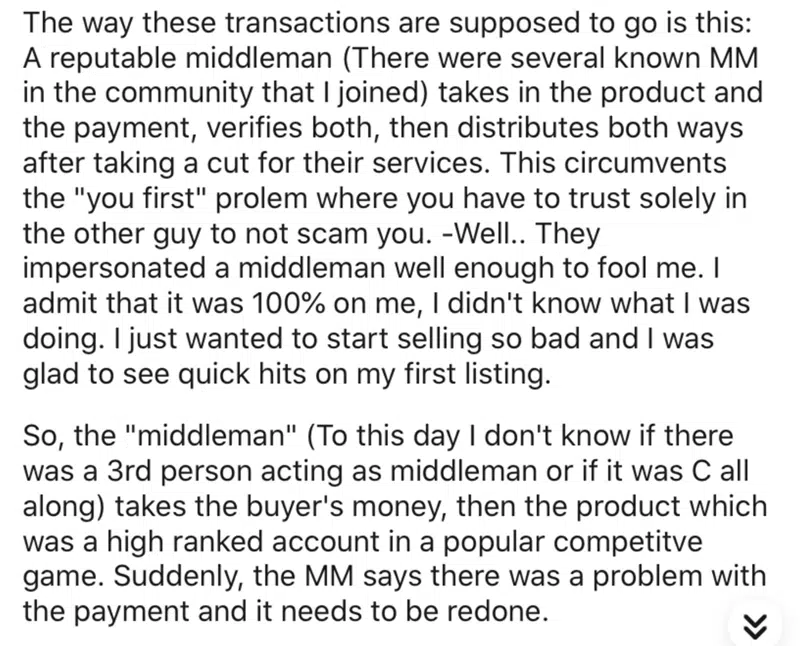 The way these transactions are supposed to go is this:
A reputable middleman (There were several known MM
in the community that I joined) takes in the product and
the payment, verifies both, then distributes both ways
after taking a cut for their services. This circumvents
the "you first" prolem where you have to trust solely in
the other guy to not scam you. -Well.. They
impersonated a middleman well enough to fool me. I
admit that it was 100% on me, I didn't know what I was
doing. I just wanted to start selling so bad and I was
glad to see quick hits on my first listing.
So, the "middleman" (To this day I don't know if there
was a 3rd person acting as middleman or if it was C all
along) takes the buyer's money, then the product which
was a high ranked account in a popular competitve
game. Suddenly, the MM says there was a problem with
the payment and it needs to be redone.